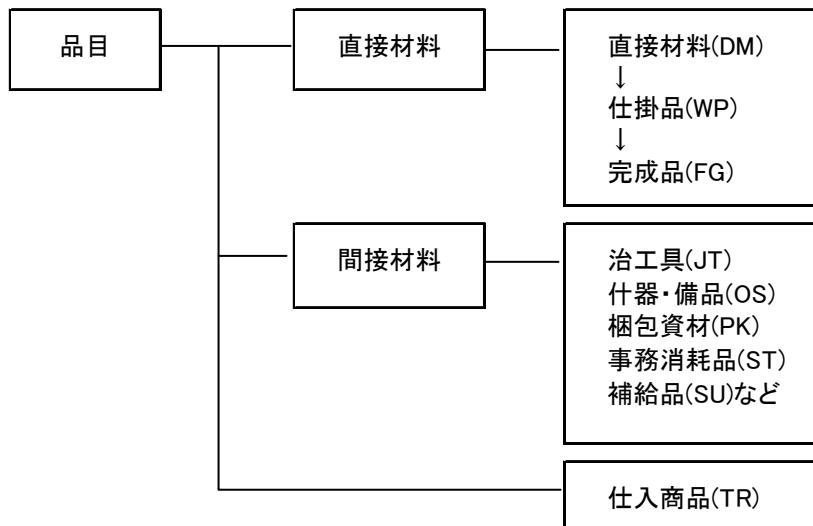 品目
直接材料
直接材料(DM)
↓
仕掛品(WP)
↓
完成品(FG)
間接材料
治工具(JT)
什器・備品(OS)
梱包資材(PK)
事務消耗品(ST)
補給品(SU)など
仕入商品(TR)